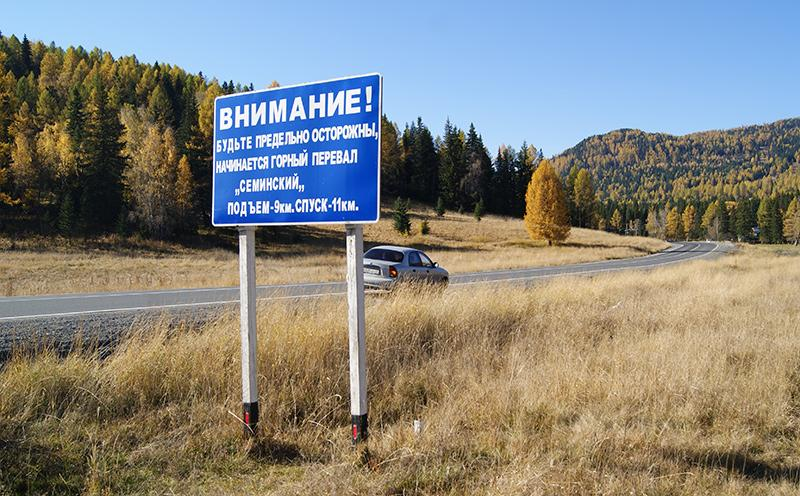 ВНИМАНИЕ!
БУДЬТЕ ПРЕДЕЛЬНО ОСТОРОЖНЫ,
НАЧИНАЕТСЯ ГОРНЫЙ ПЕРЕВАЛ
„СЕМИНСКИЙ„
ПОДЪЕМ-9КМ. СПУСК-11КМ.